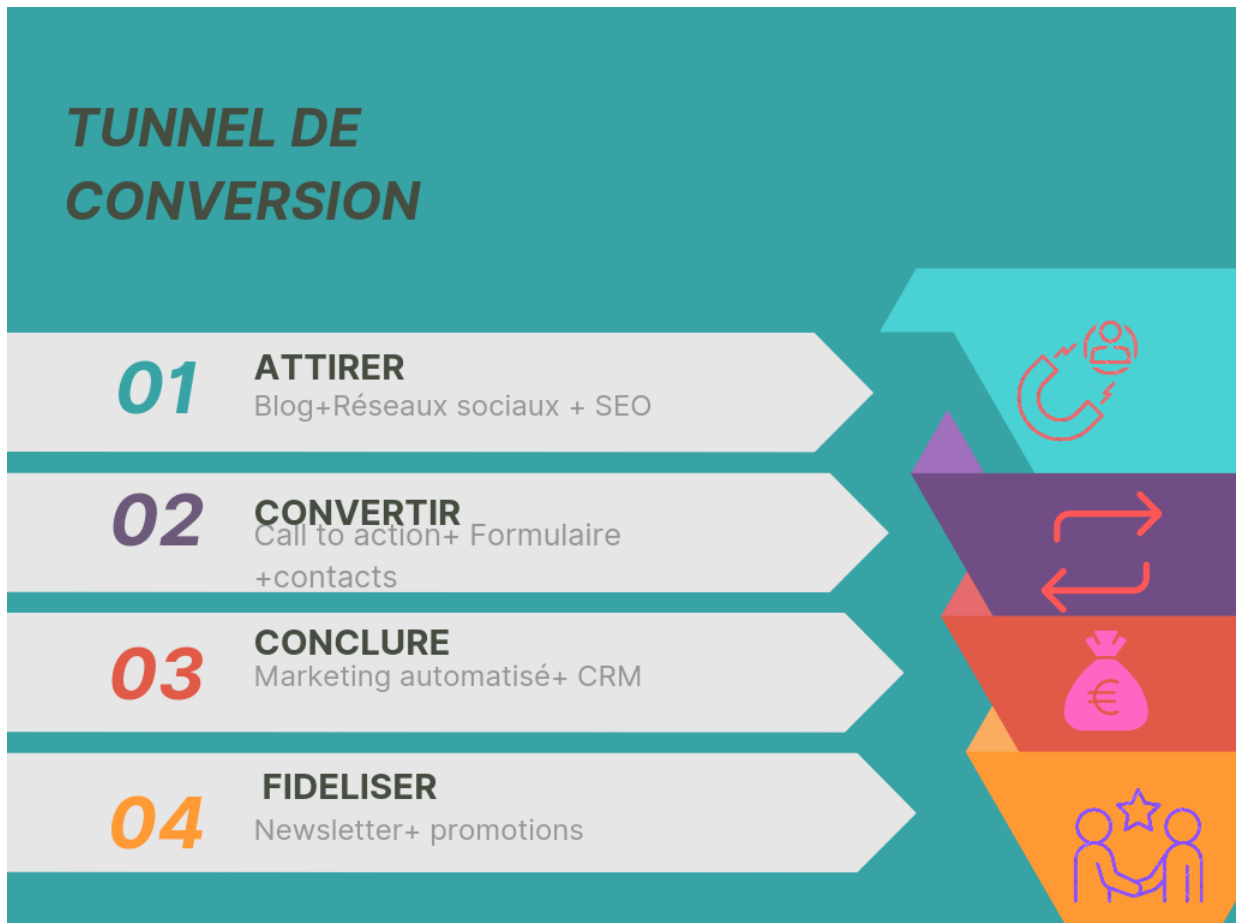 TUNNEL DE
CONVERSION
01
ATTIRER
Blog+Réseaux sociaux + SEO
02
CONVERTIR
Call to action+ Formulaire
+contacts
03
CONCLURE
Marketing automatisé+ CRM
€
04
FIDELISER
Newsletter+ promotions